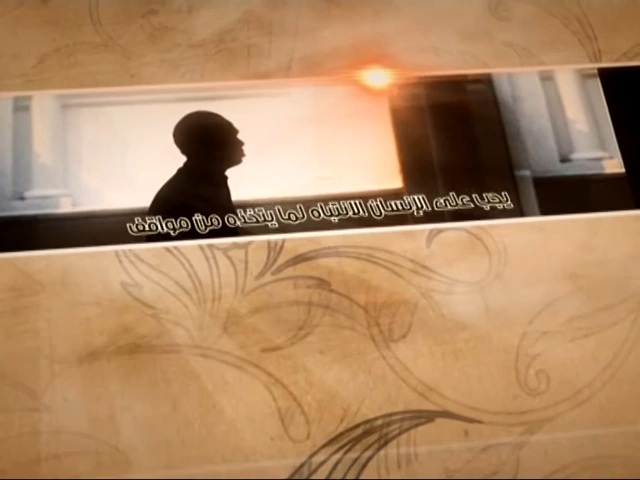 يجب على الإنسان الانتباه لما يتخذه من مواقف